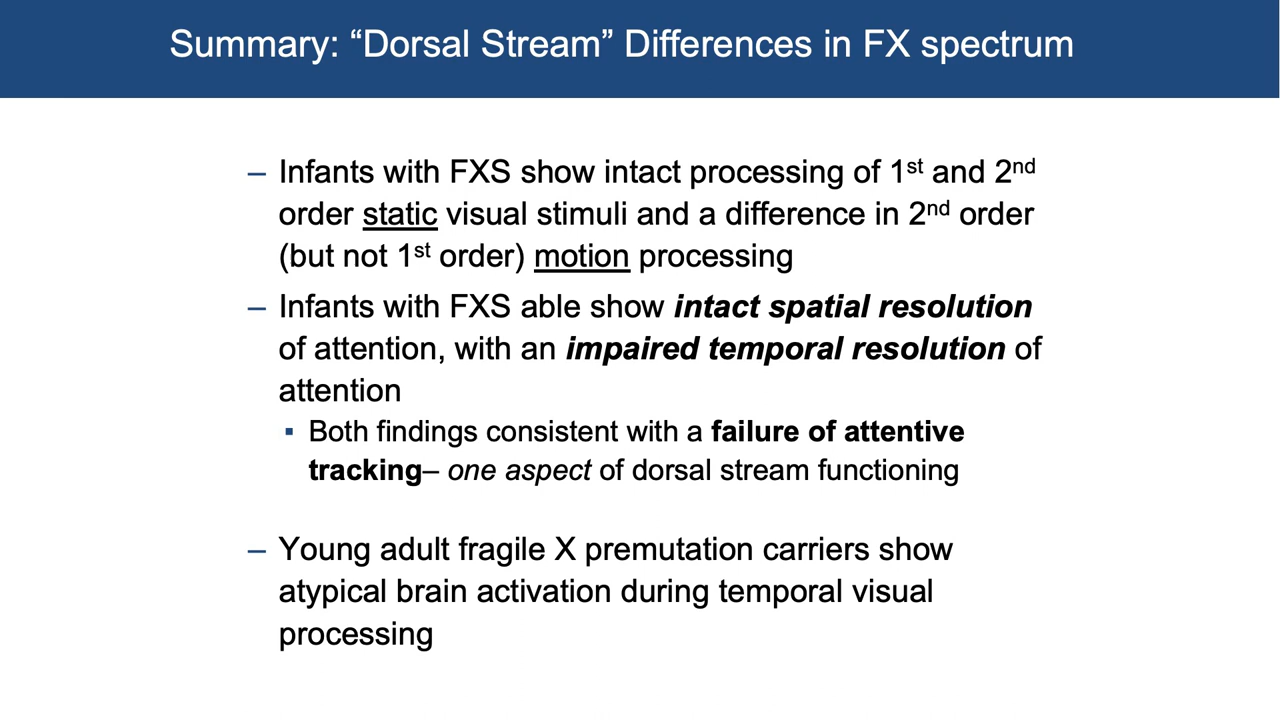 Summary: “Dorsal Stream” Differences in FX spectrum
– Infants with FXS show intact processing of 1st and 2nd
order static visual stimuli and a difference in 2nd order
(but not 1st order) motion processing
– Infants with FXS able show intact spatial resolution
of attention, with an impaired temporal resolution of
attention
▪ Both findings consistent with a failure of attentive
tracking– one aspect of dorsal stream functioning
– Young adult fragile X premutation carriers show
atypical brain activation during temporal visual
processing